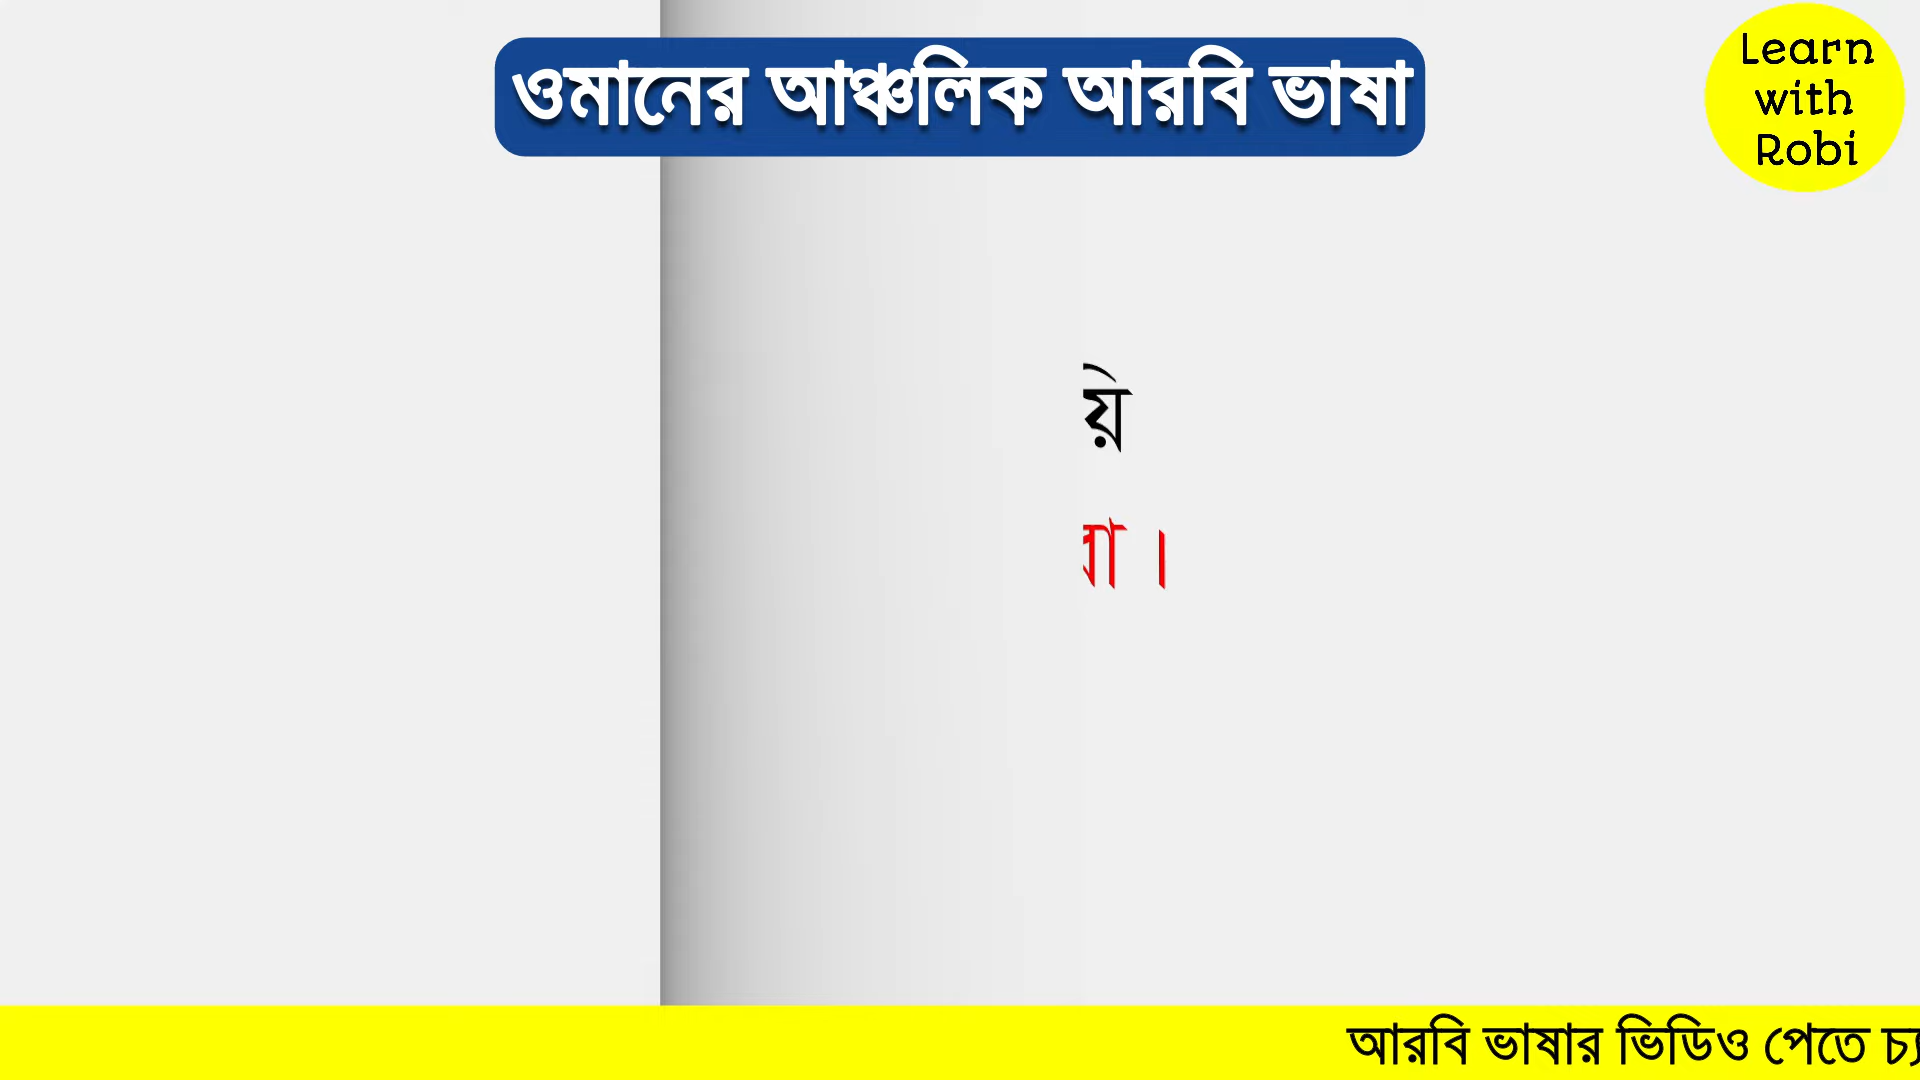 ওমানের আঞ্চলিক আরবি ভাষা
Learn
with
Robi
আরবি ভাষার ভিডিও পেতে